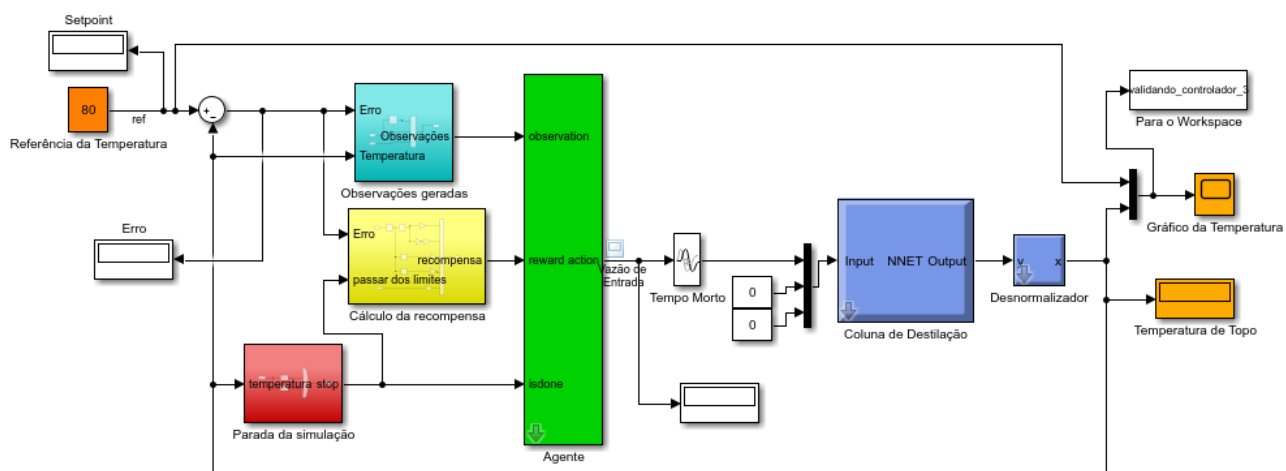 Setpoint
80
ref
Referência da Temperatura
+
−
Erro
Erro
Observações
Temperatura
Observações geradas
Erro
recompensa
passar dos limites
Cálculo da recompensa
temperatura stop
Parada da simulação
observation
reward action
isdone
Agente
Vazão de
Entrada
Tempo Morto
0
0
Input NNET Output
Coluna de Destilação
y x
Desnormalizador
validando_controlador_3
Para o Workspace
Gráfico da Temperatura
Temperatura de Topo